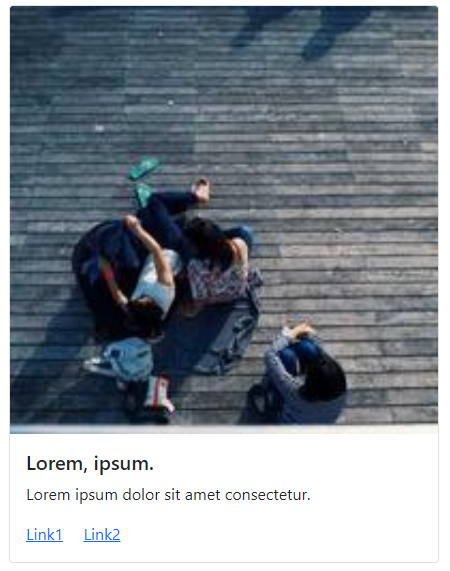 Lorem, ipsum.
Lorem ipsum dolor sit amet consectetur.
Link1 Link2